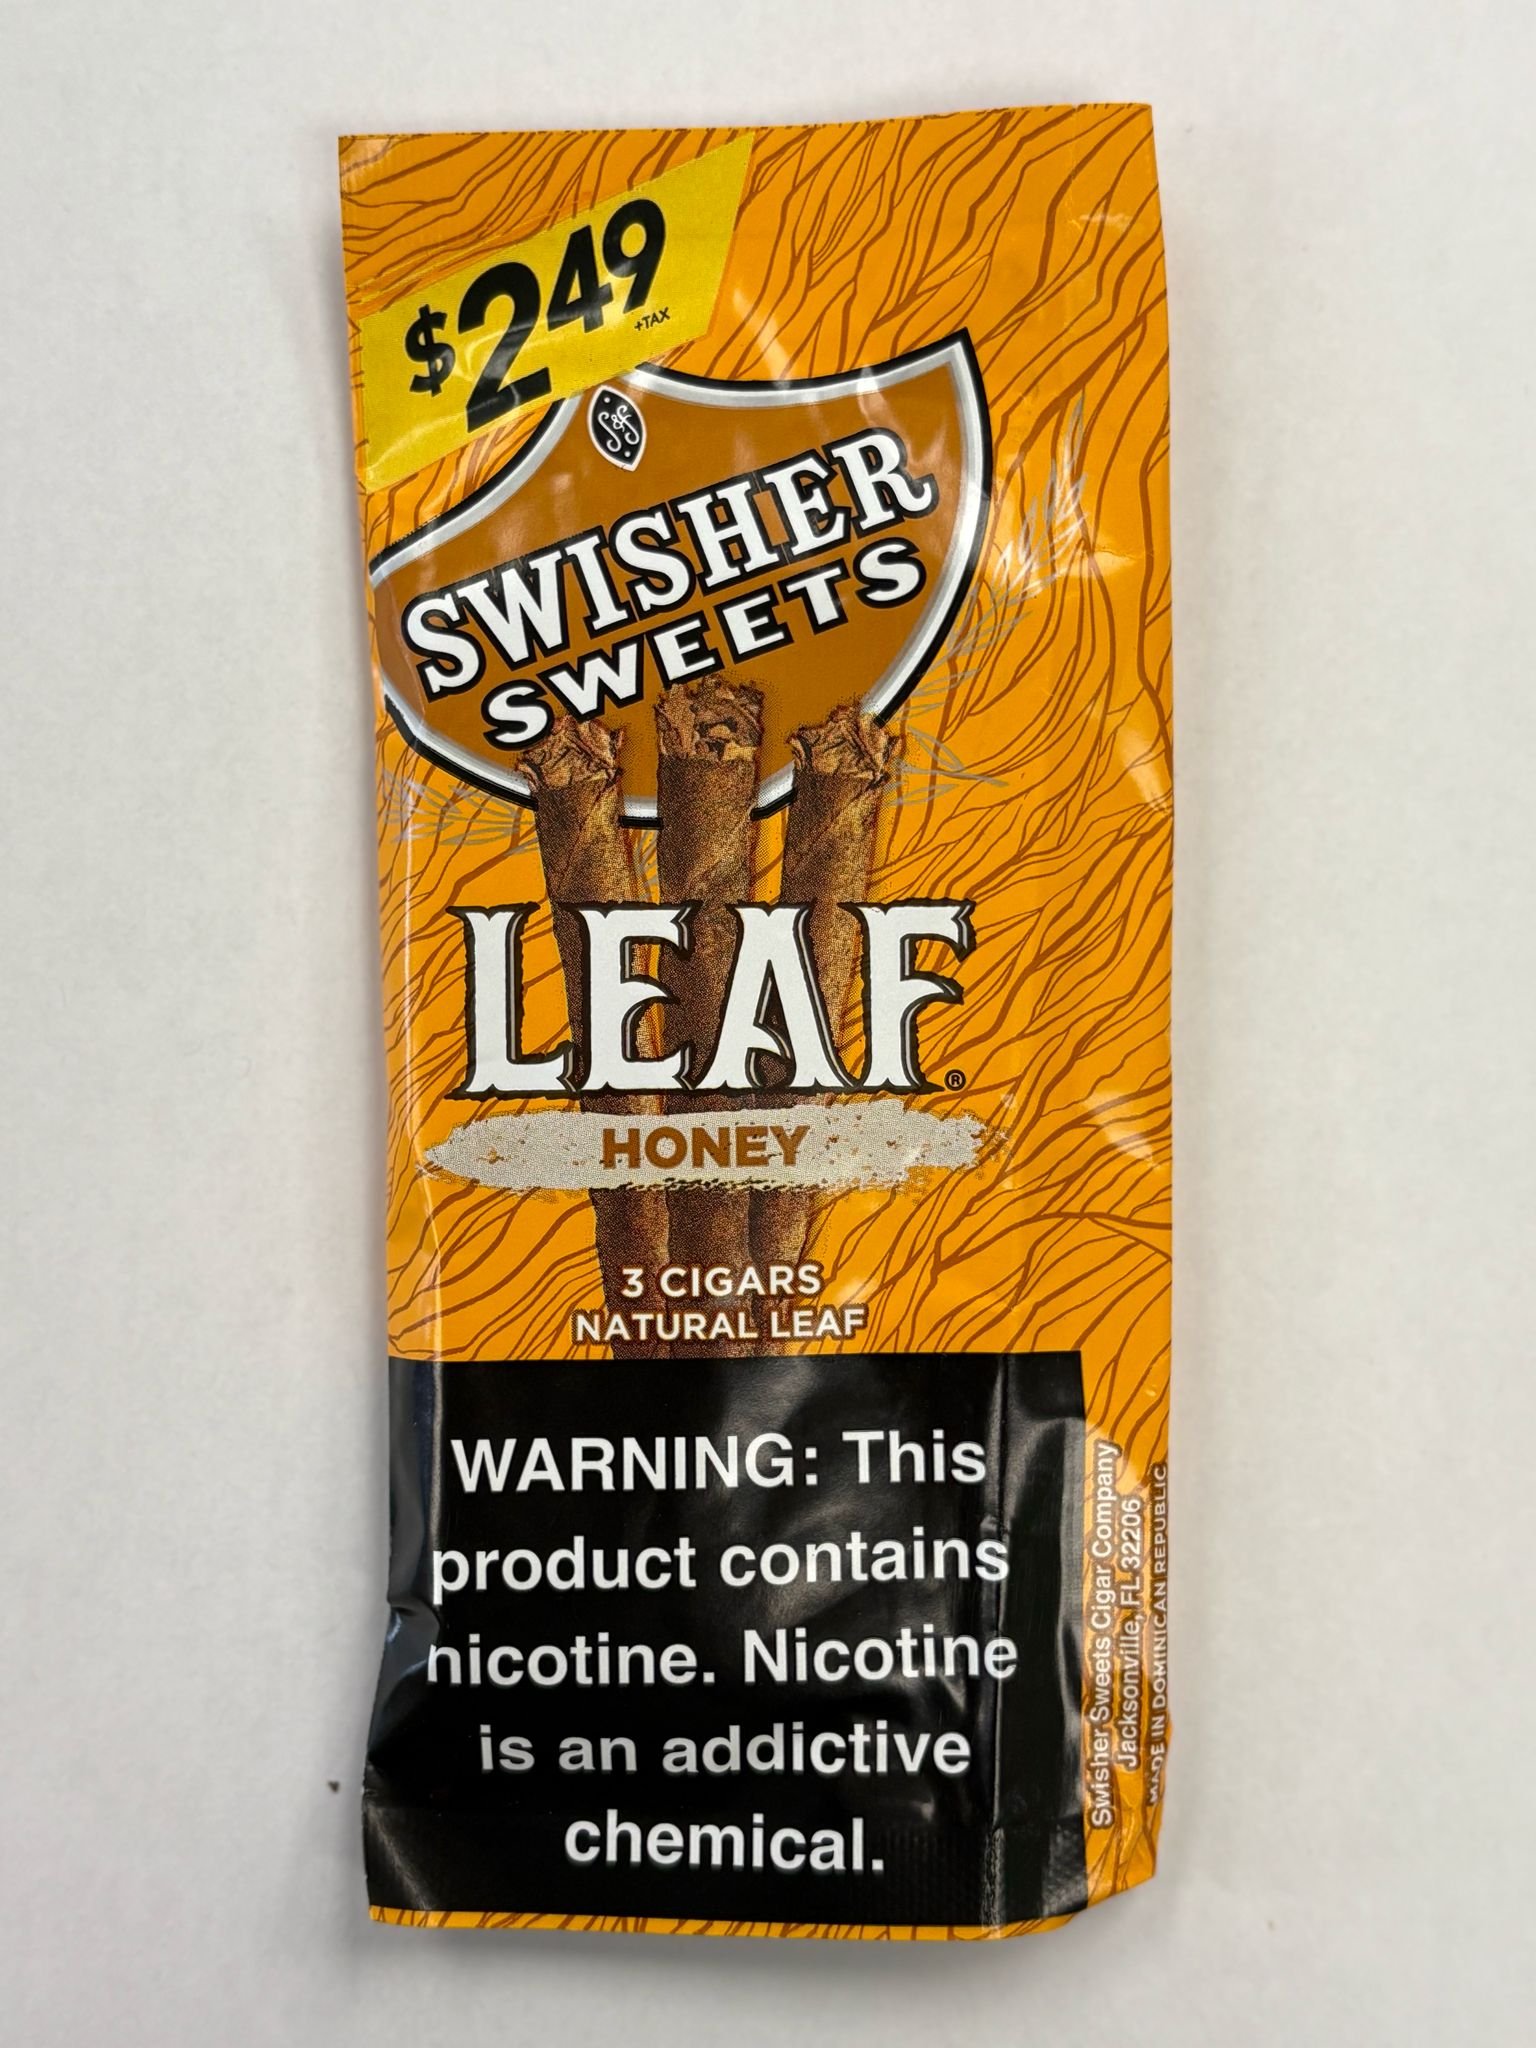 $2.49
+TAX
S&S
SWISHER
SWEETS
LEAF®
HONEY
3 CIGARS
NATURAL LEAF
WARNING: This
product contains
nicotine. Nicotine
is an addictive
chemical.
Swisher Sweets Cigar Company
Jacksonville, FL 32206
MADE IN DOMINICAN REPUBLIC